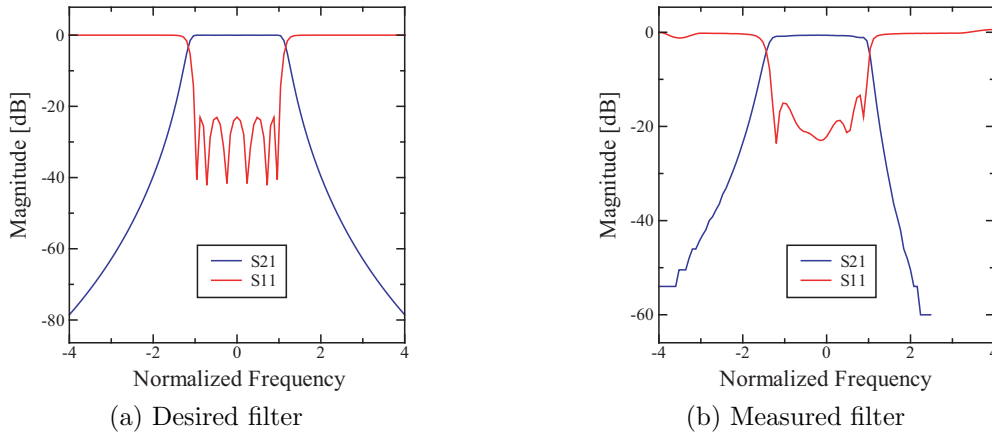 0
-20
-40
-60
-80
Magnitude [dB]
S21
S11
-4
-2
0
2
4
Normalized Frequency
(a) Desired filter
0
-20
-40
-60
Magnitude [dB]
S21
S11
-4
-2
0
2
4
Normalized Frequency
(b) Measured filter